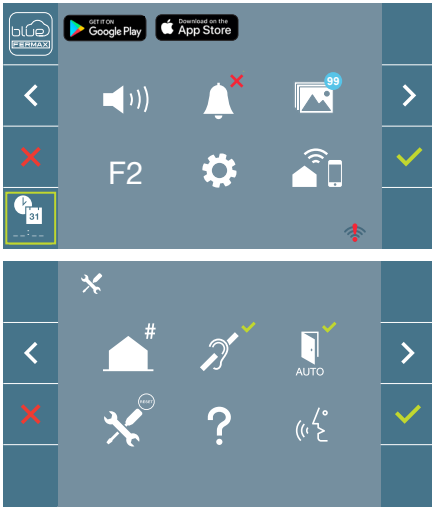 blue
FERMAX
GET IT ON
Google Play
Download on the
App Store
99
F2
31
--:--
#
AUTO
RESET
?